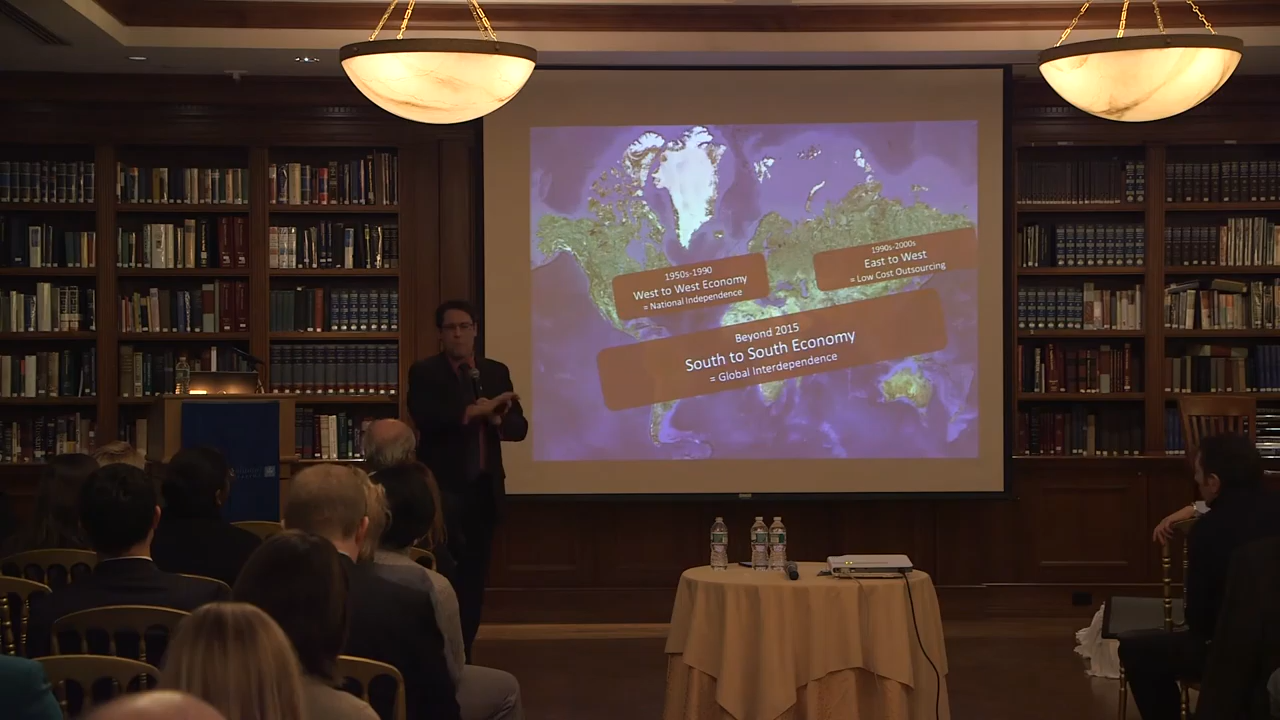 1950s-1990
West to West Economy
= National Independence
1990s-2000s
East to West
= Low Cost Outsourcing
Beyond 2015
South to South Economy
= Global Interdependence